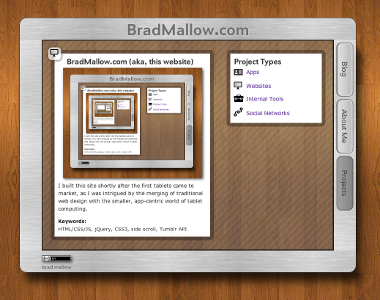 BradMallow.com
BradMallow.com (aka, this website)
BradMallow.com
Project Types
I built this site shortly after the first tablets came to
market, as I was intrigued by the merging of traditional
web design with the smaller, app-centric world of tablet
computing.
Keywords:
HTML/CSS/JS, jQuery, CSS3, side scroll, Tumblr API
Project Types
Apps
Websites
Internal Tools
Social Networks
Blog
About Me
Projects
bradmallow